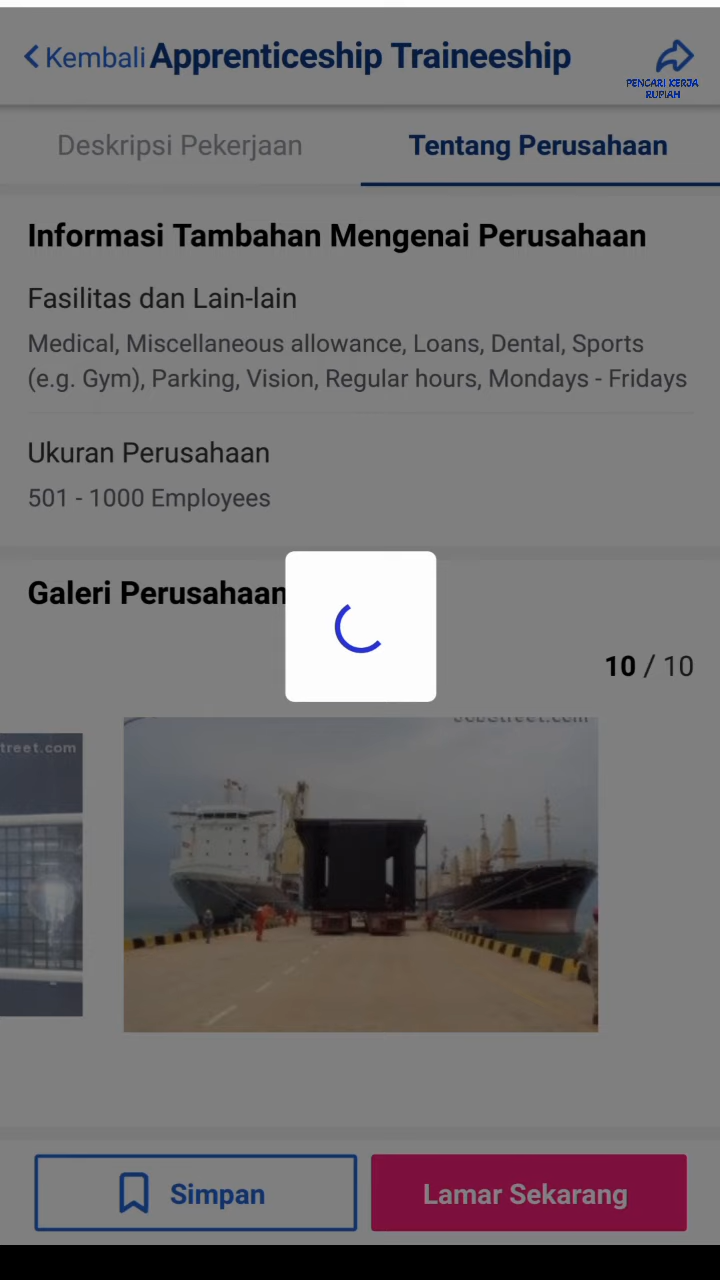 Kembali Apprenticeship Traineeship
PENCARI KERJA
RUPIAH
Deskripsi Pekerjaan
Tentang Perusahaan
Informasi Tambahan Mengenai Perusahaan
Fasilitas dan Lain-lain
Medical, Miscellaneous allowance, Loans, Dental, Sports
(e.g. Gym), Parking, Vision, Regular hours, Mondays - Fridays
Ukuran Perusahaan
501 - 1000 Employees
Galeri Perusahaan
10 / 10
treet.com
Simpan
Lamar Sekarang